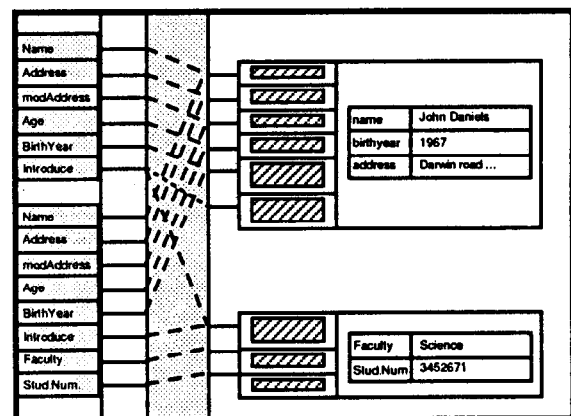 Name
Address
modAddress
Age
BirthYear
Introduce
Name
Address
modAddress
Age
BirthYear
Introduce
Faculty
Stud.Num.
name John Daniels
birthyear 1967
address Darwin road ...
Faculty Science
Stud.Num. 3452671